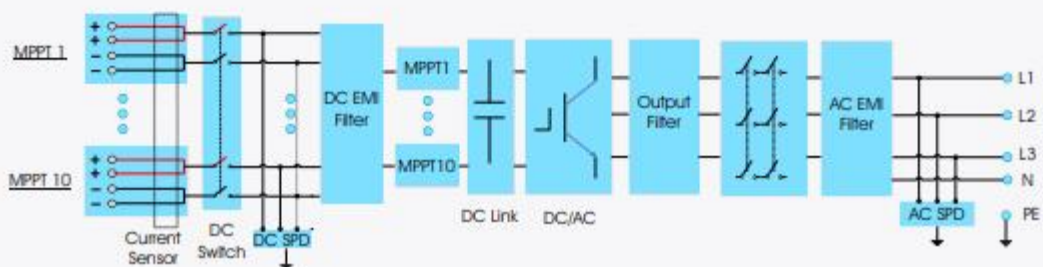 MPPT 1
+
+
−
−
MPPT 10
+
+
−
−
Current
Sensor
DC
Switch
DC SPD
DC EMI
Filter
MPPT1
MPPT10
DC Link
DC/AC
Output
Filter
AC EMI
Filter
AC SPD
L1
L2
L3
N
PE